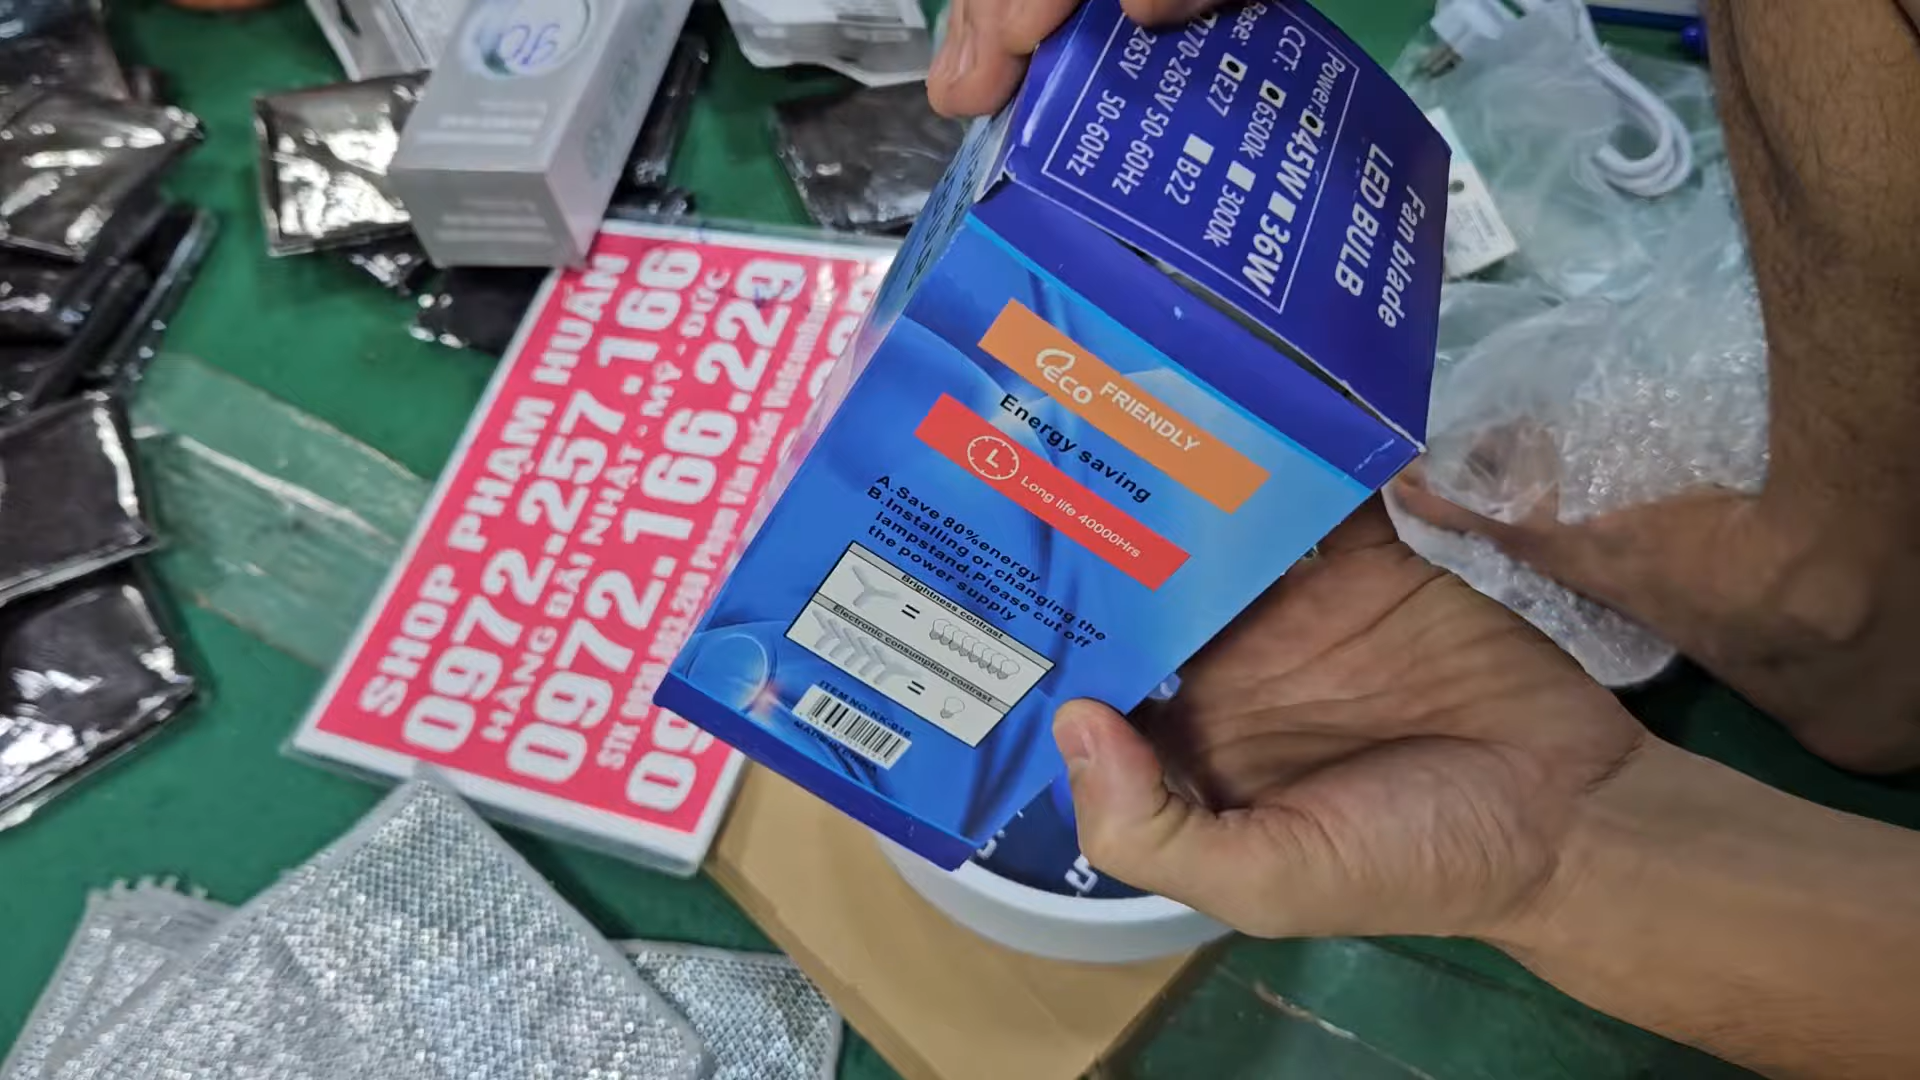 Fan blade
LED BULB
Power: 45W 36W
CCT: 6500k 3000k
Base: E27 B22
170-265V 50-60Hz
265V 50-60Hz
ECO FRIENDLY
Energy saving
Long life 40000Hrs
A.Save 80%energy
B.Installing or changing the
lampstand.Please cut off
the power supply
Brightness contrast
=
Electronic consumption contrast
=
SHOP PHẠM HUẤN
0972.257.166
HÀNG BÃI NHẬT - MỸ - ĐỨC
0972.166.229